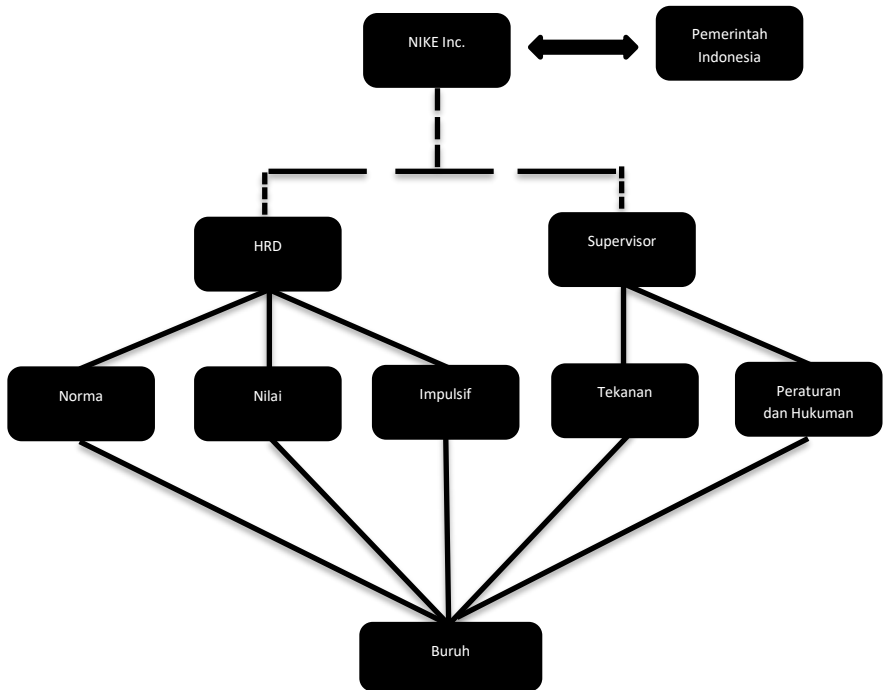 NIKE Inc.
Pemerintah
Indonesia
HRD
Supervisor
Norma
Nilai
Impulsif
Tekanan
Peraturan
dan Hukuman
Buruh